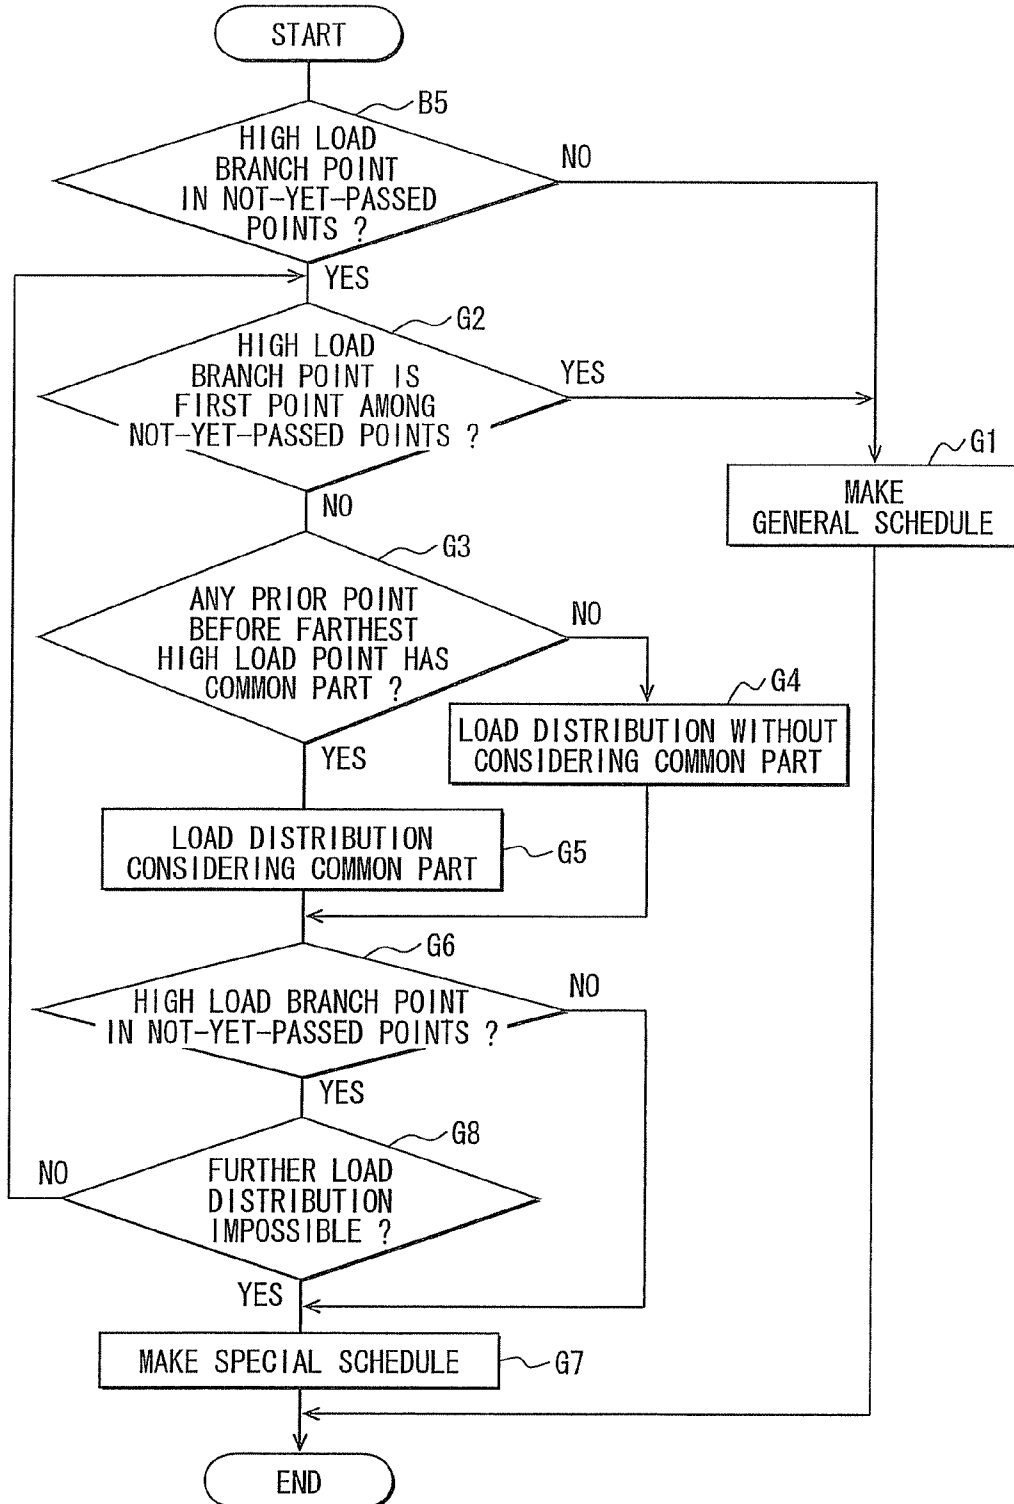 START
B5
HIGH LOAD
BRANCH POINT
IN NOT-YET-PASSED
POINTS ?
NO
YES
G2
HIGH LOAD
BRANCH POINT IS
FIRST POINT AMONG
NOT-YET-PASSED POINTS ?
YES
G1
MAKE
GENERAL SCHEDULE
NO
G3
ANY PRIOR POINT
BEFORE FARTHEST
HIGH LOAD POINT HAS
COMMON PART ?
NO
G4
LOAD DISTRIBUTION WITHOUT
CONSIDERING COMMON PART
YES
LOAD DISTRIBUTION
CONSIDERING COMMON PART
G5
G6
HIGH LOAD BRANCH POINT
IN NOT-YET-PASSED POINTS ?
NO
YES
G8
NO
FURTHER LOAD
DISTRIBUTION
IMPOSSIBLE ?
YES
MAKE SPECIAL SCHEDULE
G7
END